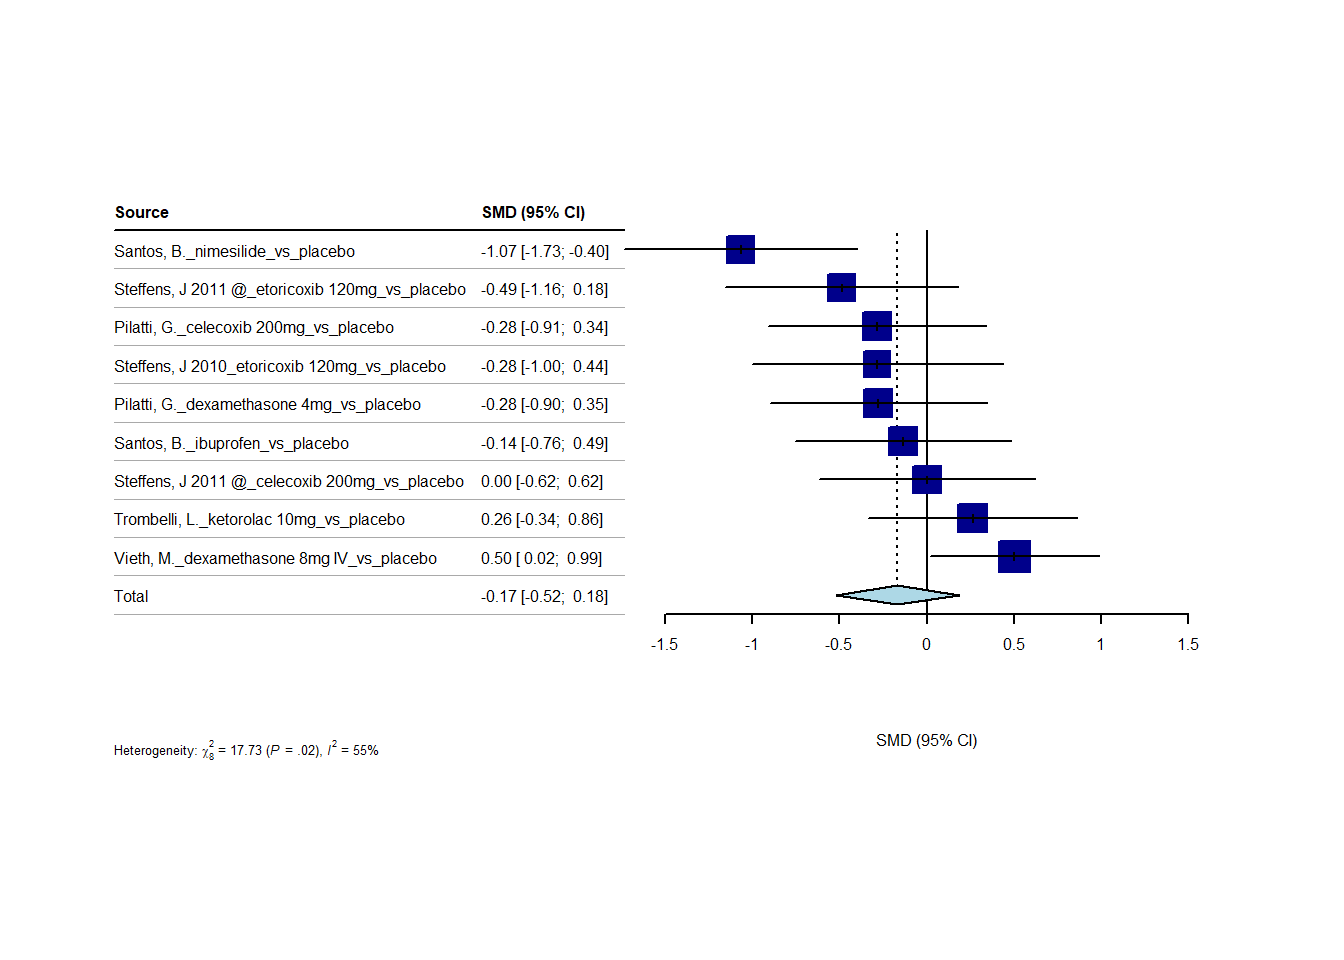 Source SMD (95% CI)
Santos, B._nimesilide_vs_placebo -1.07 [-1.73; -0.40]
Steffens, J 2011 @_etoricoxib 120mg_vs_placebo -0.49 [-1.16; 0.18]
Pilatti, G._celecoxib 200mg_vs_placebo -0.28 [-0.91; 0.34]
Steffens, J 2010_etoricoxib 120mg_vs_placebo -0.28 [-1.00; 0.44]
Pilatti, G._dexamethasone 4mg_vs_placebo -0.28 [-0.90; 0.35]
Santos, B._ibuprofen_vs_placebo -0.14 [-0.76; 0.49]
Steffens, J 2011 @_celecoxib 200mg_vs_placebo 0.00 [-0.62; 0.62]
Trombelli, L._ketorolac 10mg_vs_placebo 0.26 [-0.34; 0.86]
Vieth, M._dexamethasone 8mg IV_vs_placebo 0.50 [ 0.02; 0.99]
Total -0.17 [-0.52; 0.18]
-1.5 -1 -0.5 0 0.5 1 1.5
SMD (95% CI)
Heterogeneity: χ²₈ = 17.73 (P = .02), I² = 55%